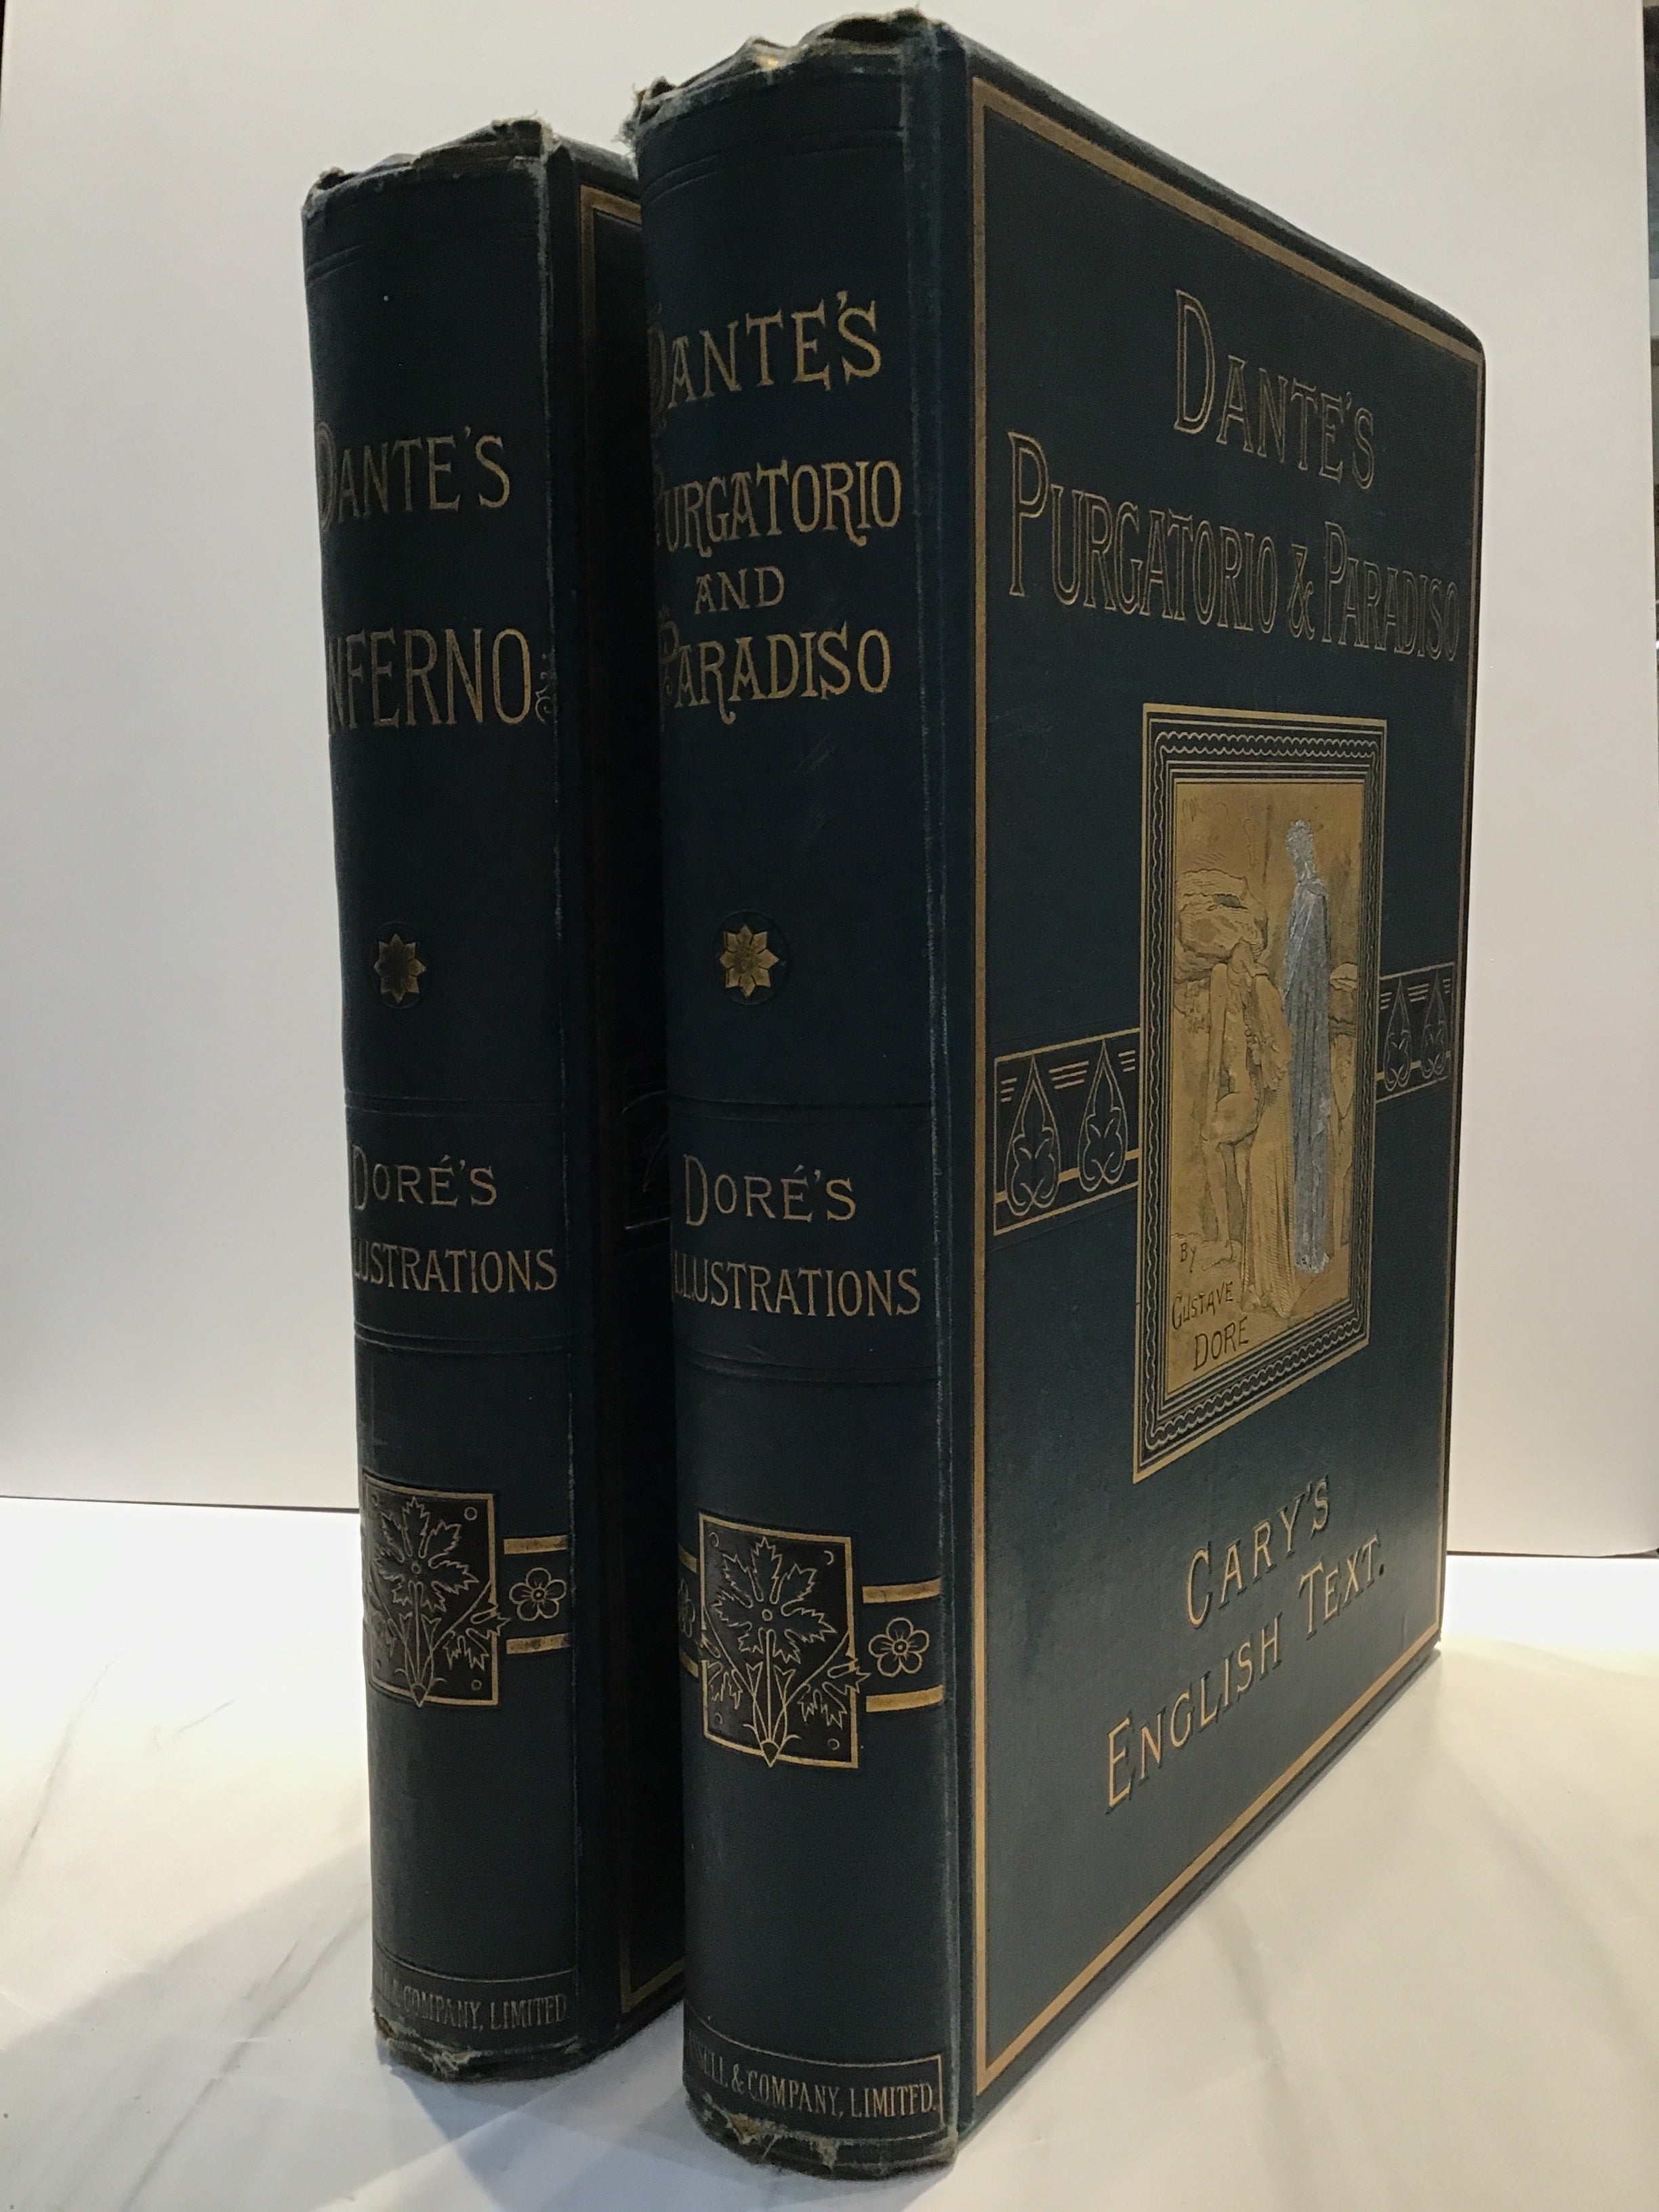 DANTE'S
INFERNO
DORÉ'S
ILLUSTRATIONS
& COMPANY, LIMITED
DANTE'S
PURGATORIO
AND
PARADISO
DORÉ'S
ILLUSTRATIONS
& COMPANY, LIMITED.
DANTE'S
PURGATORIO & PARADISO
By
GUSTAVE
DORÉ
CARY'S
ENGLISH TEXT.